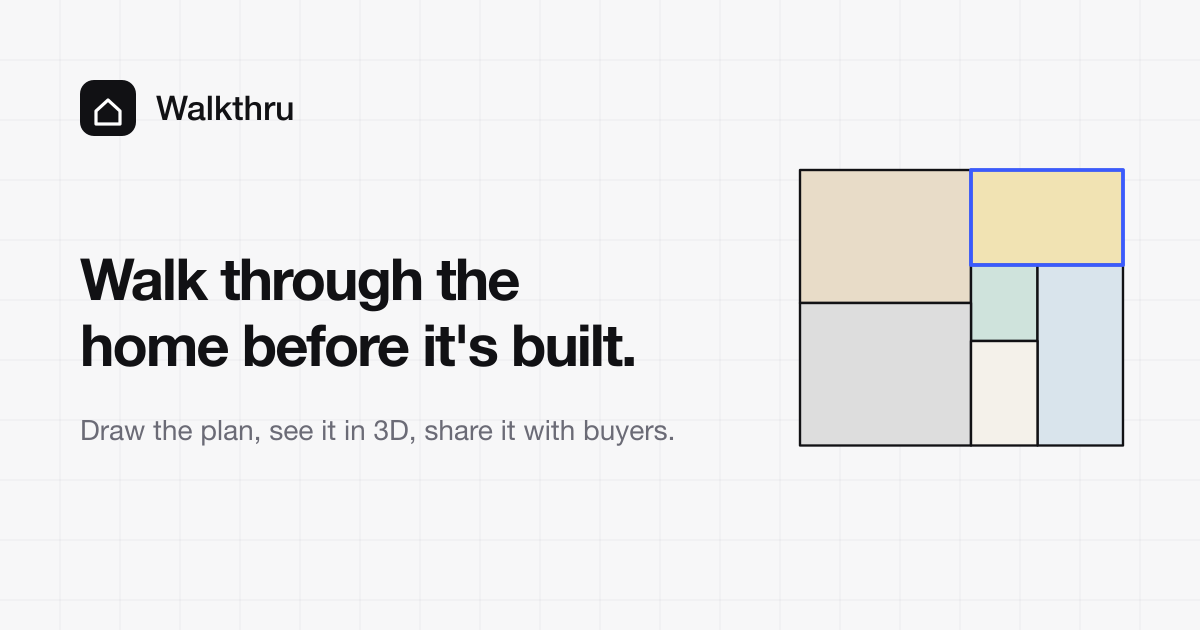 Walkthru
Walk through the
home before it's built.
Draw the plan, see it in 3D, share it with buyers.